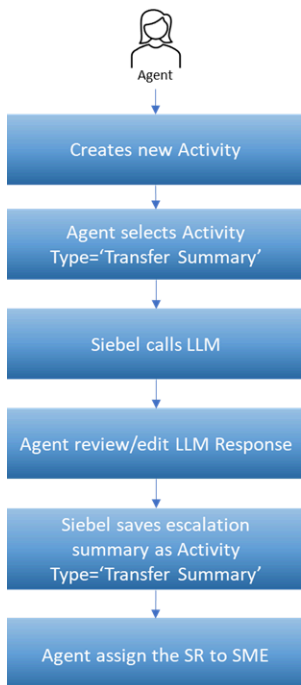 Agent
Creates new Activity
Agent selects Activity
Type=‘Transfer Summary’
Siebel calls LLM
Agent review/edit LLM Response
Siebel saves escalation
summary as Activity
Type=‘Transfer Summary’
Agent assign the SR to SME